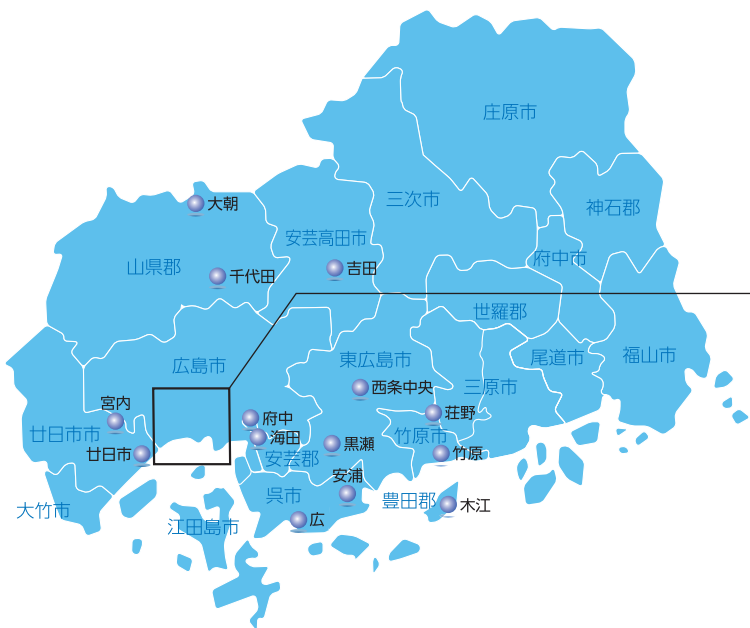 庄原市
三次市
大朝
神石郡
安芸高田市
府中市
山県郡
吉田
千代田
世羅郡
福山市
尾道市
東広島市
広島市
西条中央
三原市
宮内
荘野
府中
廿日市市
海田
竹原市
黒瀬
廿日市
竹原
安芸郡
安浦
呉市
豊田郡
木江
大竹市
広
江田島市